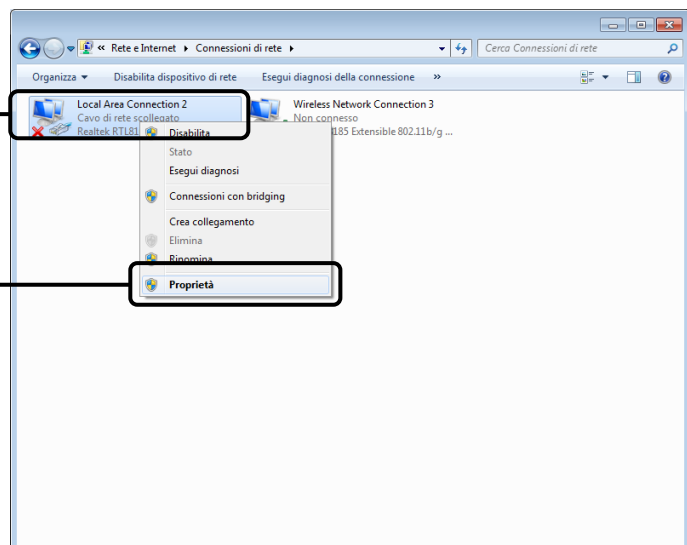 « Rete e Internet ▸ Connessioni di rete ▸
Cerca Connessioni di rete
Organizza ▾ Disabilita dispositivo di rete Esegui diagnosi della connessione »
Local Area Connection 2
Cavo di rete scollegato
Realtek
Wireless Network Connection 3
Non connesso
185 Extensible 802.11b/g ...
Disabilita
Stato
Esegui diagnosi
Connessioni con bridging
Crea collegamento
Elimina
Rinomina
Proprietà